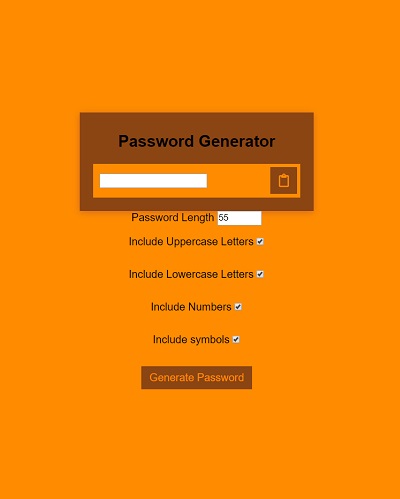 Password Generator
Password Length 55
Include Uppercase Letters
Include Lowercase Letters
Include Numbers
Include symbols
Generate Password